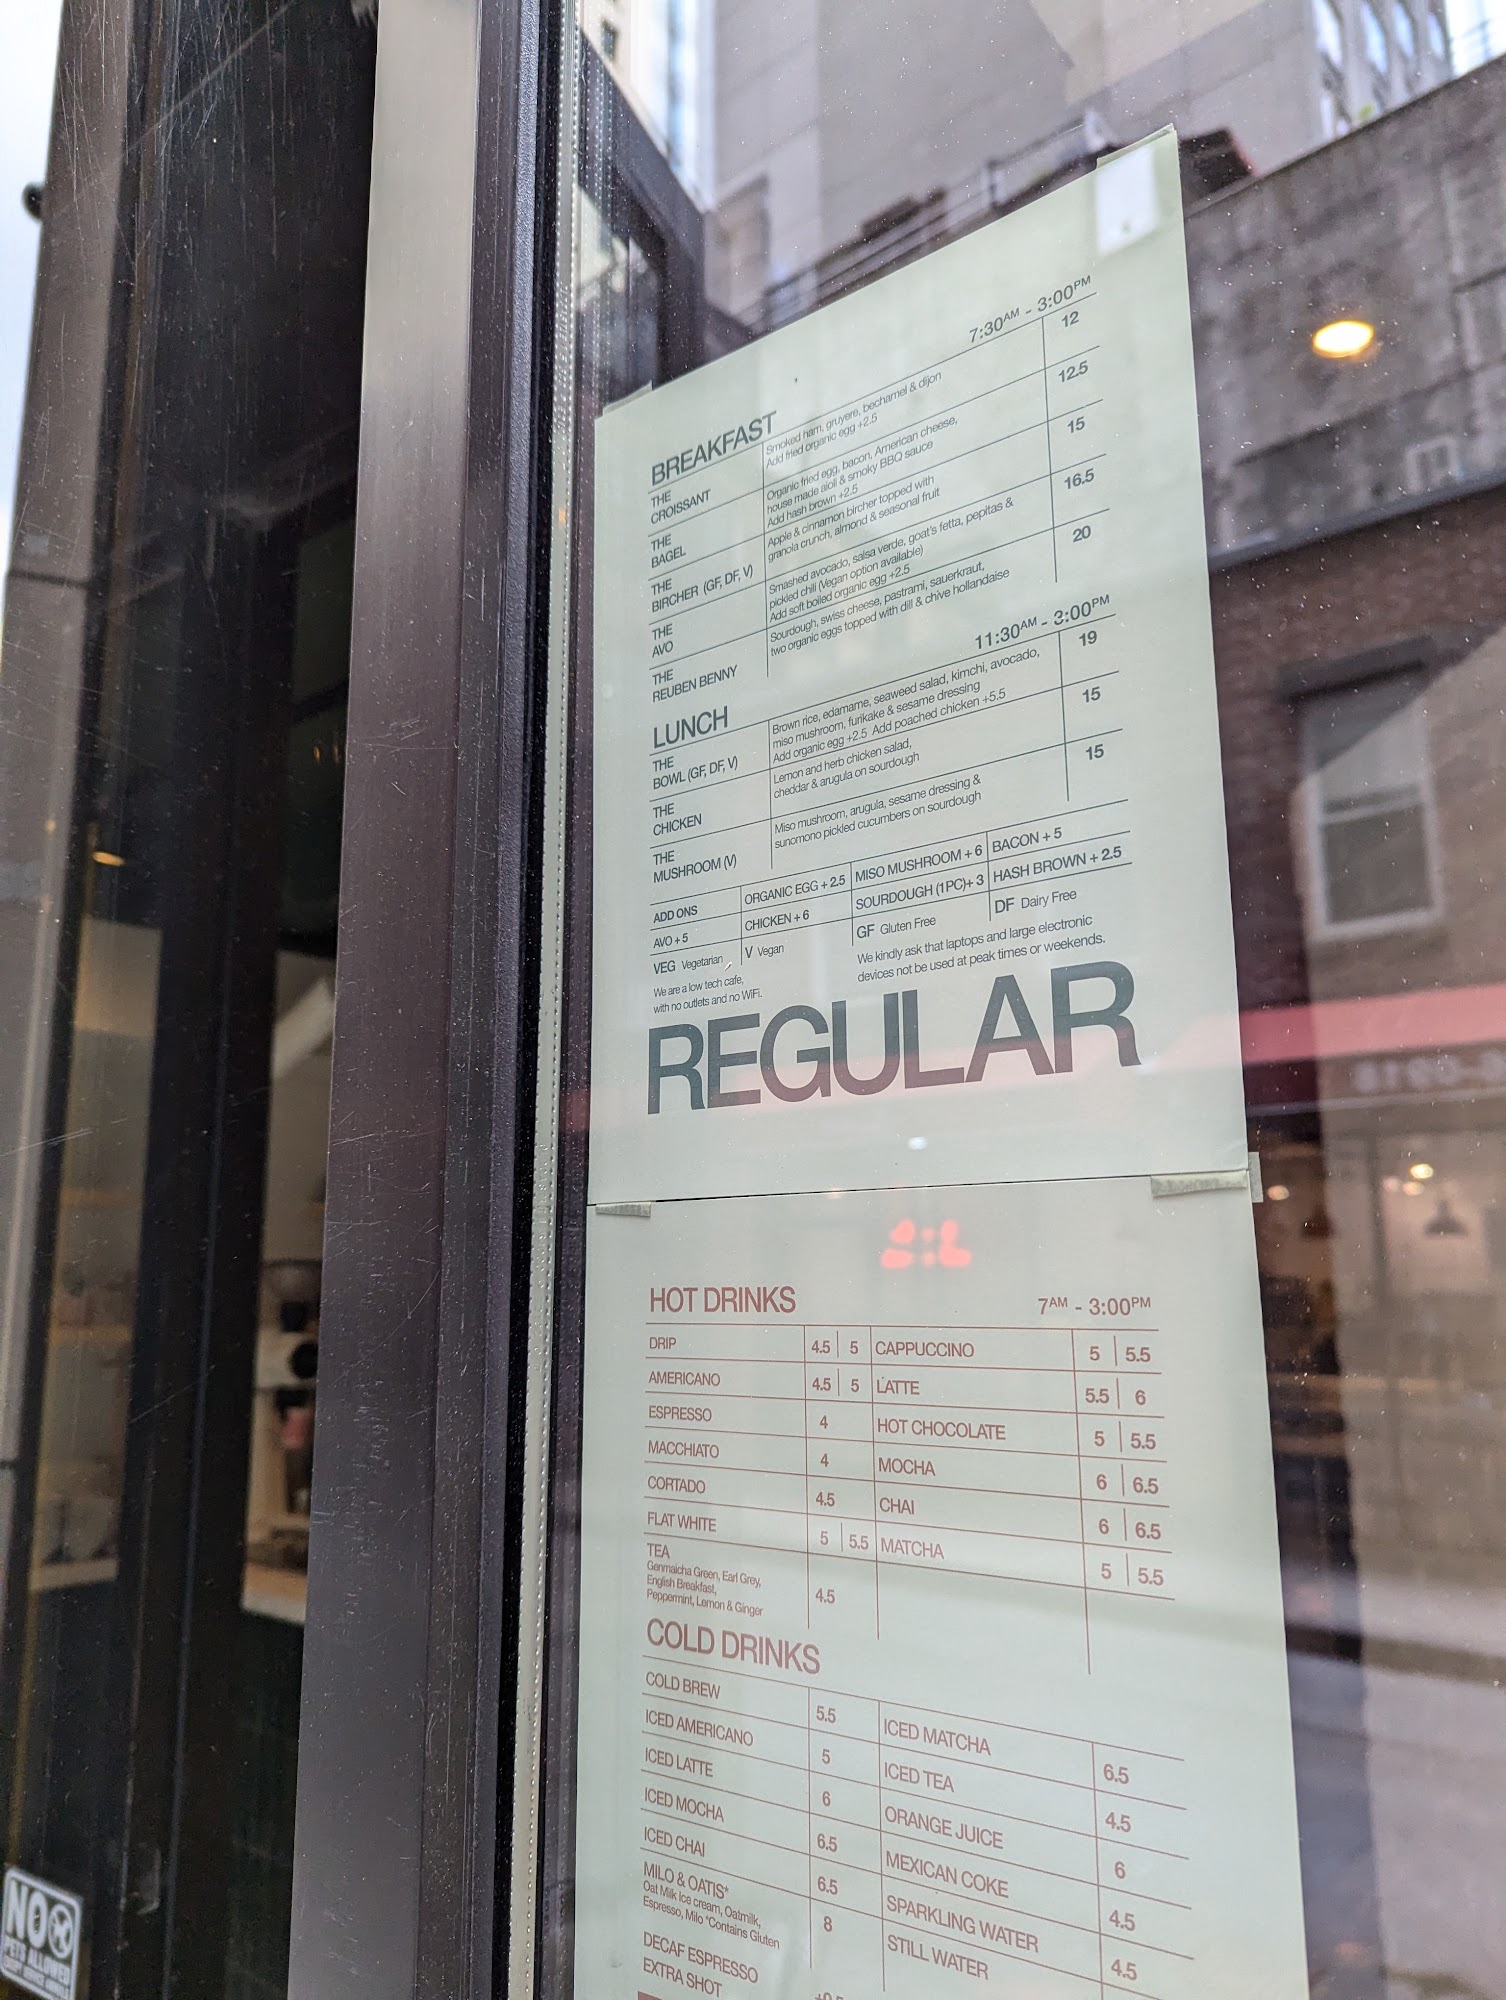 BREAKFAST 7:30AM - 3:00PM
THE CROISSANT Smoked ham, gruyere, bechamel & dijon 12
Add fried organic egg +2.5
THE BAGEL Organic fried egg, bacon, American cheese, 12.5
house made aioli & smoky BBQ sauce
Add hash brown +2.5
THE BIRCHER (GF, DF, V) Apple & cinnamon bircher topped with 15
granola crunch, almond & seasonal fruit
THE AVO Smashed avocado, salsa verde, goat's fetta, pepitas & 16.5
pickled chili (Vegan option available)
Add soft boiled organic egg +2.5
THE REUBEN BENNY Sourdough, swiss cheese, pastrami, sauerkraut, 20
two organic eggs topped with dill & chive hollandaise
LUNCH 11:30AM - 3:00PM
THE BOWL (GF, DF, V) Brown rice, edamame, seaweed salad, kimchi, avocado, 19
miso mushroom, furikake & sesame dressing
Add organic egg +2.5 Add poached chicken +5.5
THE CHICKEN Lemon and herb chicken salad, 15
cheddar & arugula on sourdough
THE MUSHROOM (V) Miso mushroom, arugula, sesame dressing & 15
sunomono pickled cucumbers on sourdough
ADD ONS ORGANIC EGG + 2.5 MISO MUSHROOM + 6 BACON + 5
AVO + 5 CHICKEN + 6 SOURDOUGH (1PC)+ 3 HASH BROWN + 2.5
VEG Vegetarian V Vegan GF Gluten Free DF Dairy Free
We are a low tech cafe,
with no outlets and no WiFi.
We kindly ask that laptops and large electronic
devices not be used at peak times or weekends.
REGULAR
HOT DRINKS 7AM - 3:00PM
DRIP 4.5 5 CAPPUCCINO 5 5.5
AMERICANO 4.5 5 LATTE 5.5 6
ESPRESSO 4 HOT CHOCOLATE 5 5.5
MACCHIATO 4 MOCHA 6 6.5
CORTADO 4.5 CHAI 6 6.5
FLAT WHITE 5 5.5 MATCHA 5 5.5
TEA 4.5
Genmaicha Green, Earl Grey,
English Breakfast,
Peppermint, Lemon & Ginger
COLD DRINKS
COLD BREW 5.5 ICED MATCHA 6.5
ICED AMERICANO 5 ICED TEA 4.5
ICED LATTE 6 ORANGE JUICE 6
ICED MOCHA 6.5 MEXICAN COKE 4.5
ICED CHAI 6.5 SPARKLING WATER 4.5
MILO & OATIS* 8 STILL WATER
Oat Milk Ice cream, Oatmilk,
Espresso, Milo *Contains Gluten
DECAF ESPRESSO
EXTRA SHOT
NO
PETS ALLOWED